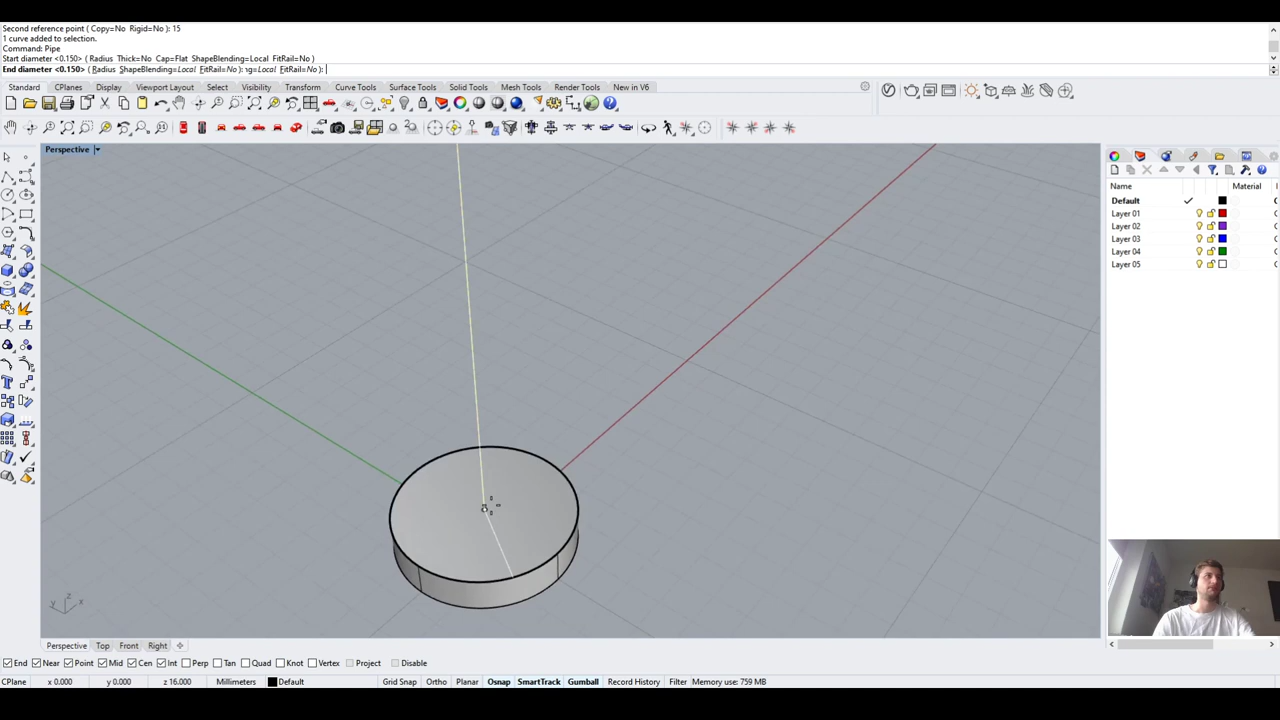 Second reference point ( Copy=No Rigid=No ): 15
1 curve added to selection.
Command: Pipe
Start diameter <0.150> ( Radius Thick=No Cap=Flat ShapeBlending=Local FitRail=No )
End diameter <0.150> ( Radius ShapeBlending=Local FitRail=No ): ıg=Local FitRail=No ):
Standard CPlanes Display Viewport Layout Select Visibility Transform Curve Tools Surface Tools Solid Tools Mesh Tools Render Tools New in V6
Perspective
Name Material
Default
Layer 01
Layer 02
Layer 03
Layer 04
Layer 05
z
y x
Perspective Top Front Right
End Near Point Mid Cen Int Perp Tan Quad Knot Vertex Project Disable
CPlane x 0.000 y 0.000 z 16.000 Millimeters Default Grid Snap Ortho Planar Osnap SmartTrack Gumball Record History Filter Memory use: 759 MB